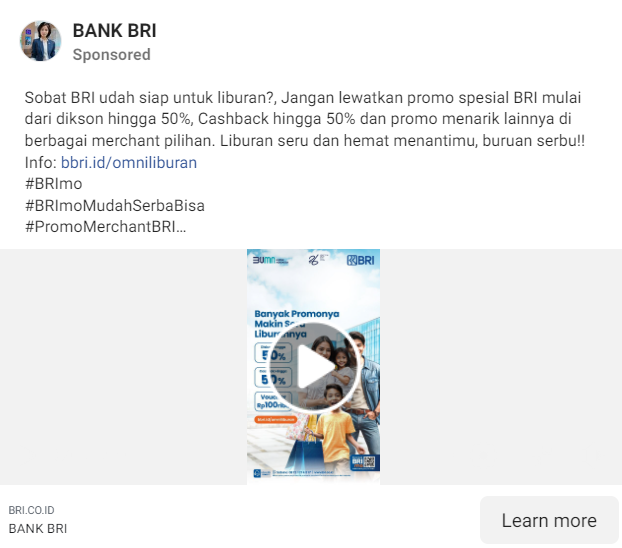 BANK BRI
Sponsored
Sobat BRI udah siap untuk liburan?, Jangan lewatkan promo spesial BRI mulai
dari dikson hingga 50%, Cashback hingga 50% dan promo menarik lainnya di
berbagai merchant pilihan. Liburan seru dan hemat menantimu, buruan serbu!!
Info: bbri.id/omniliburan
#BRImo
#BRImoMudahSerbaBisa
#PromoMerchantBRI...
BUMN
BRI
Banyak Promonya
Makin Seru
Liburannya
50%
50%
BRI
BRI.CO.ID
BANK BRI
Learn more